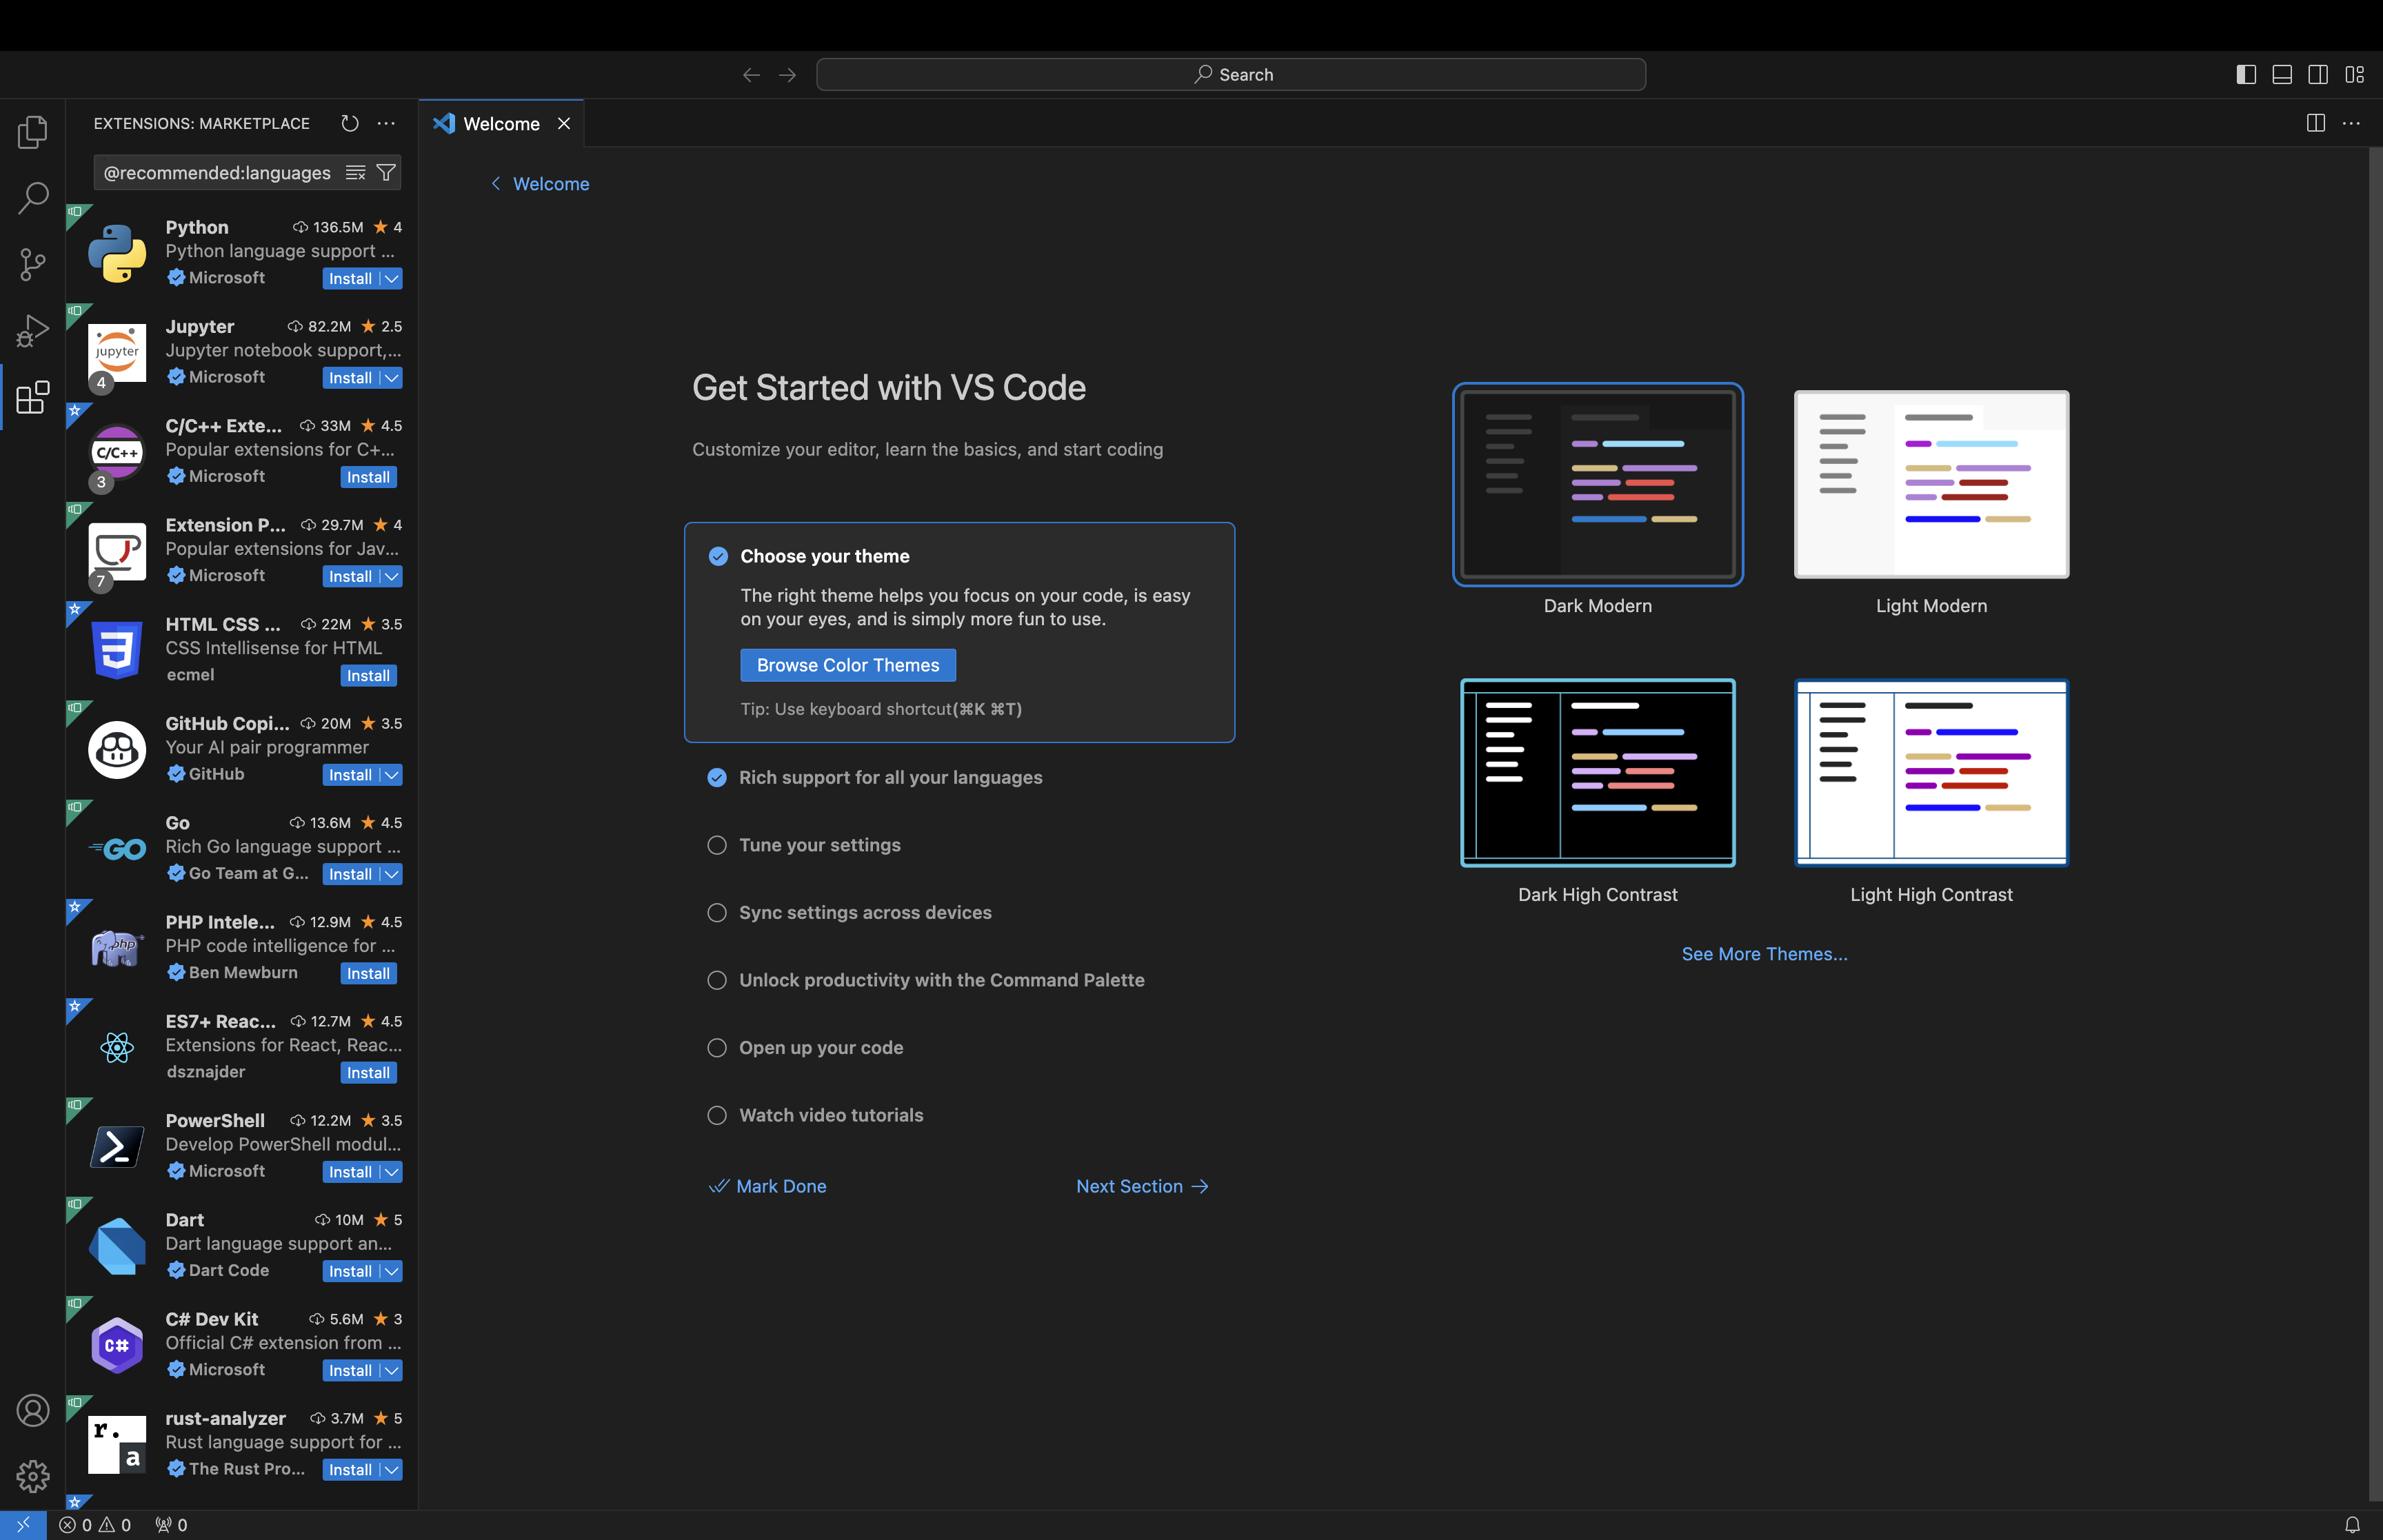 Search
EXTENSIONS: MARKETPLACE
Welcome
@recommended:languages
Welcome
Python 136.5M 4
Python language support ...
Microsoft Install
Jupyter 82.2M 2.5
jupyter
Jupyter notebook support,...
4
Microsoft Install
C/C++ Exte... 33M 4.5
C/C++
Popular extensions for C+...
3
Microsoft Install
Extension P... 29.7M 4
Popular extensions for Jav...
7
Microsoft Install
HTML CSS ... 22M 3.5
CSS Intellisense for HTML
ecmel Install
GitHub Copi... 20M 3.5
Your AI pair programmer
GitHub Install
Go 13.6M 4.5
GO
Rich Go language support ...
Go Team at G... Install
PHP Intele... 12.9M 4.5
php
PHP code intelligence for ...
Ben Mewburn Install
ES7+ Reac... 12.7M 4.5
Extensions for React, Reac...
dsznajder Install
PowerShell 12.2M 3.5
Develop PowerShell modul...
Microsoft Install
Dart 10M 5
Dart language support an...
Dart Code Install
C# Dev Kit 5.6M 3
C#
Official C# extension from ...
Microsoft Install
rust-analyzer 3.7M 5
r.
a
Rust language support for ...
The Rust Pro... Install
Get Started with VS Code
Customize your editor, learn the basics, and start coding
Choose your theme
The right theme helps you focus on your code, is easy
on your eyes, and is simply more fun to use.
Browse Color Themes
Tip: Use keyboard shortcut(⌘K ⌘T)
Rich support for all your languages
Tune your settings
Sync settings across devices
Unlock productivity with the Command Palette
Open up your code
Watch video tutorials
Mark Done Next Section
Dark Modern
Light Modern
Dark High Contrast
Light High Contrast
See More Themes...
0 0 0